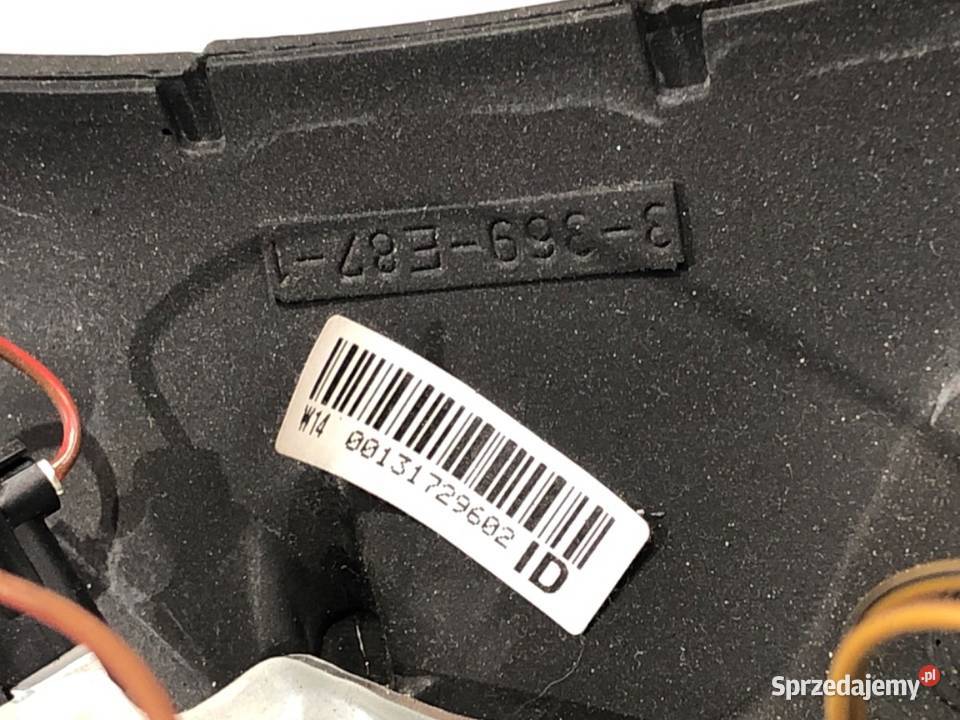 3-369-E87-1
W14 00131729602 ID
Sprzedajemy.pl